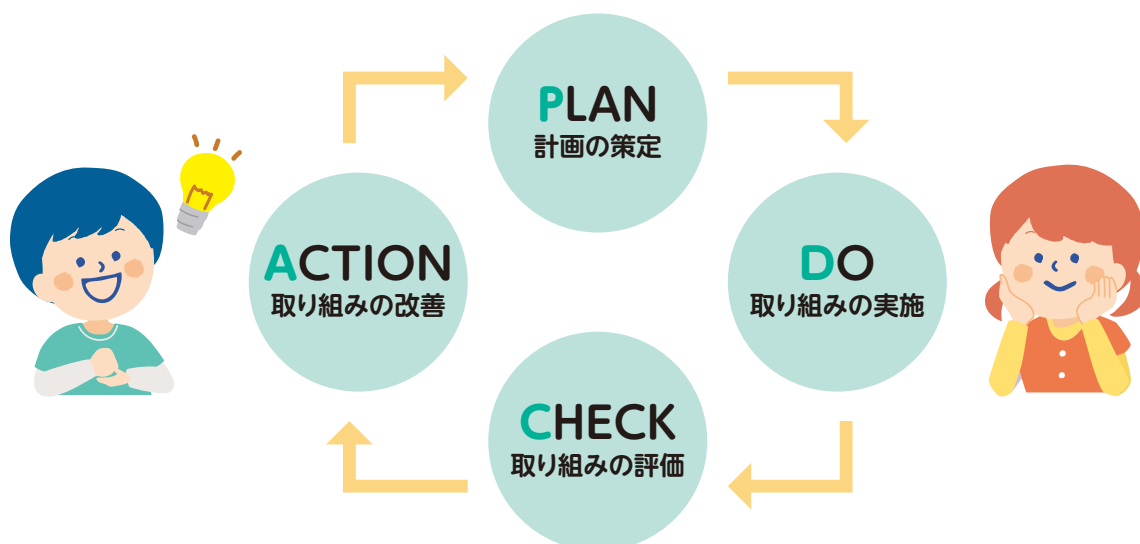 PLAN
計画の策定
DO
取り組みの実施
CHECK
取り組みの評価
ACTION
取り組みの改善